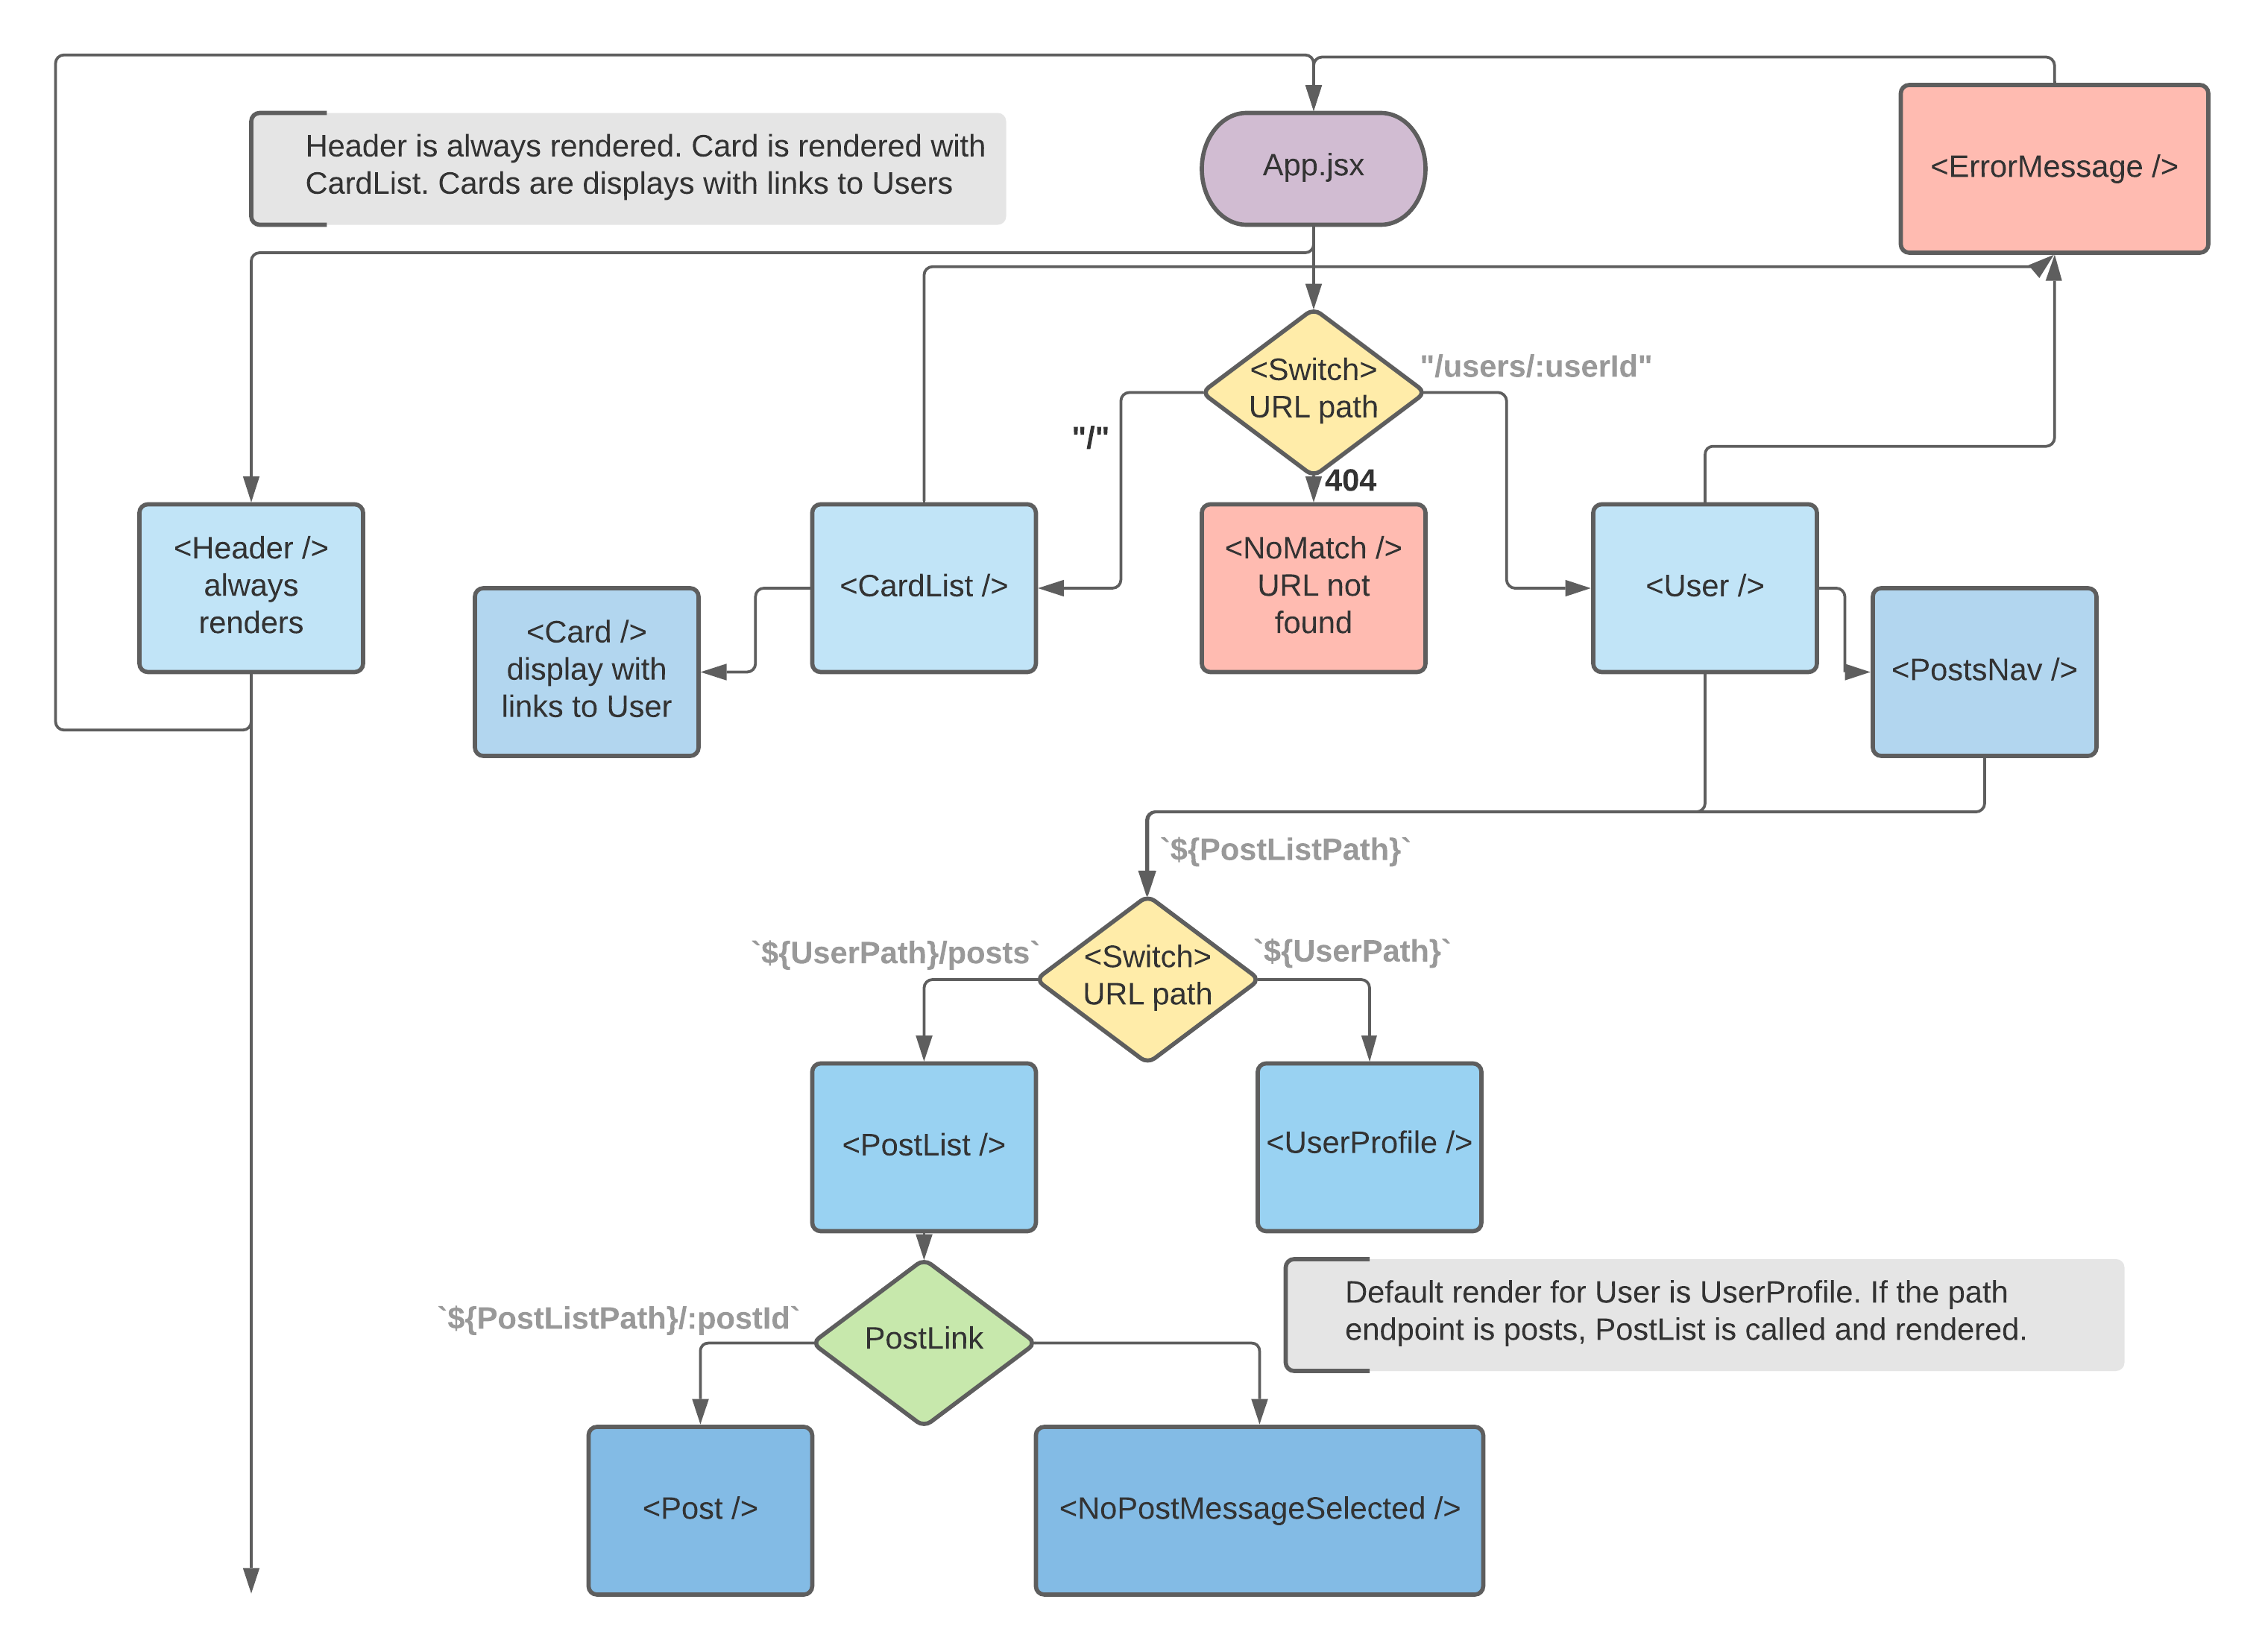 Header is always rendered. Card is rendered with
CardList. Cards are displays with links to Users
App.jsx
<ErrorMessage />
<Switch>
URL path
"/users/:userId"
"/"
404
<Header />
always
renders
<Card />
display with
links to User
<CardList />
<NoMatch />
URL not
found
<User />
<PostsNav />
`${PostListPath}`
`${UserPath}/posts`
<Switch>
URL path
`${UserPath}`
<PostList />
<UserProfile />
Default render for User is UserProfile. If the path
endpoint is posts, PostList is called and rendered.
`${PostListPath}/:postId`
PostLink
<Post />
<NoPostMessageSelected />